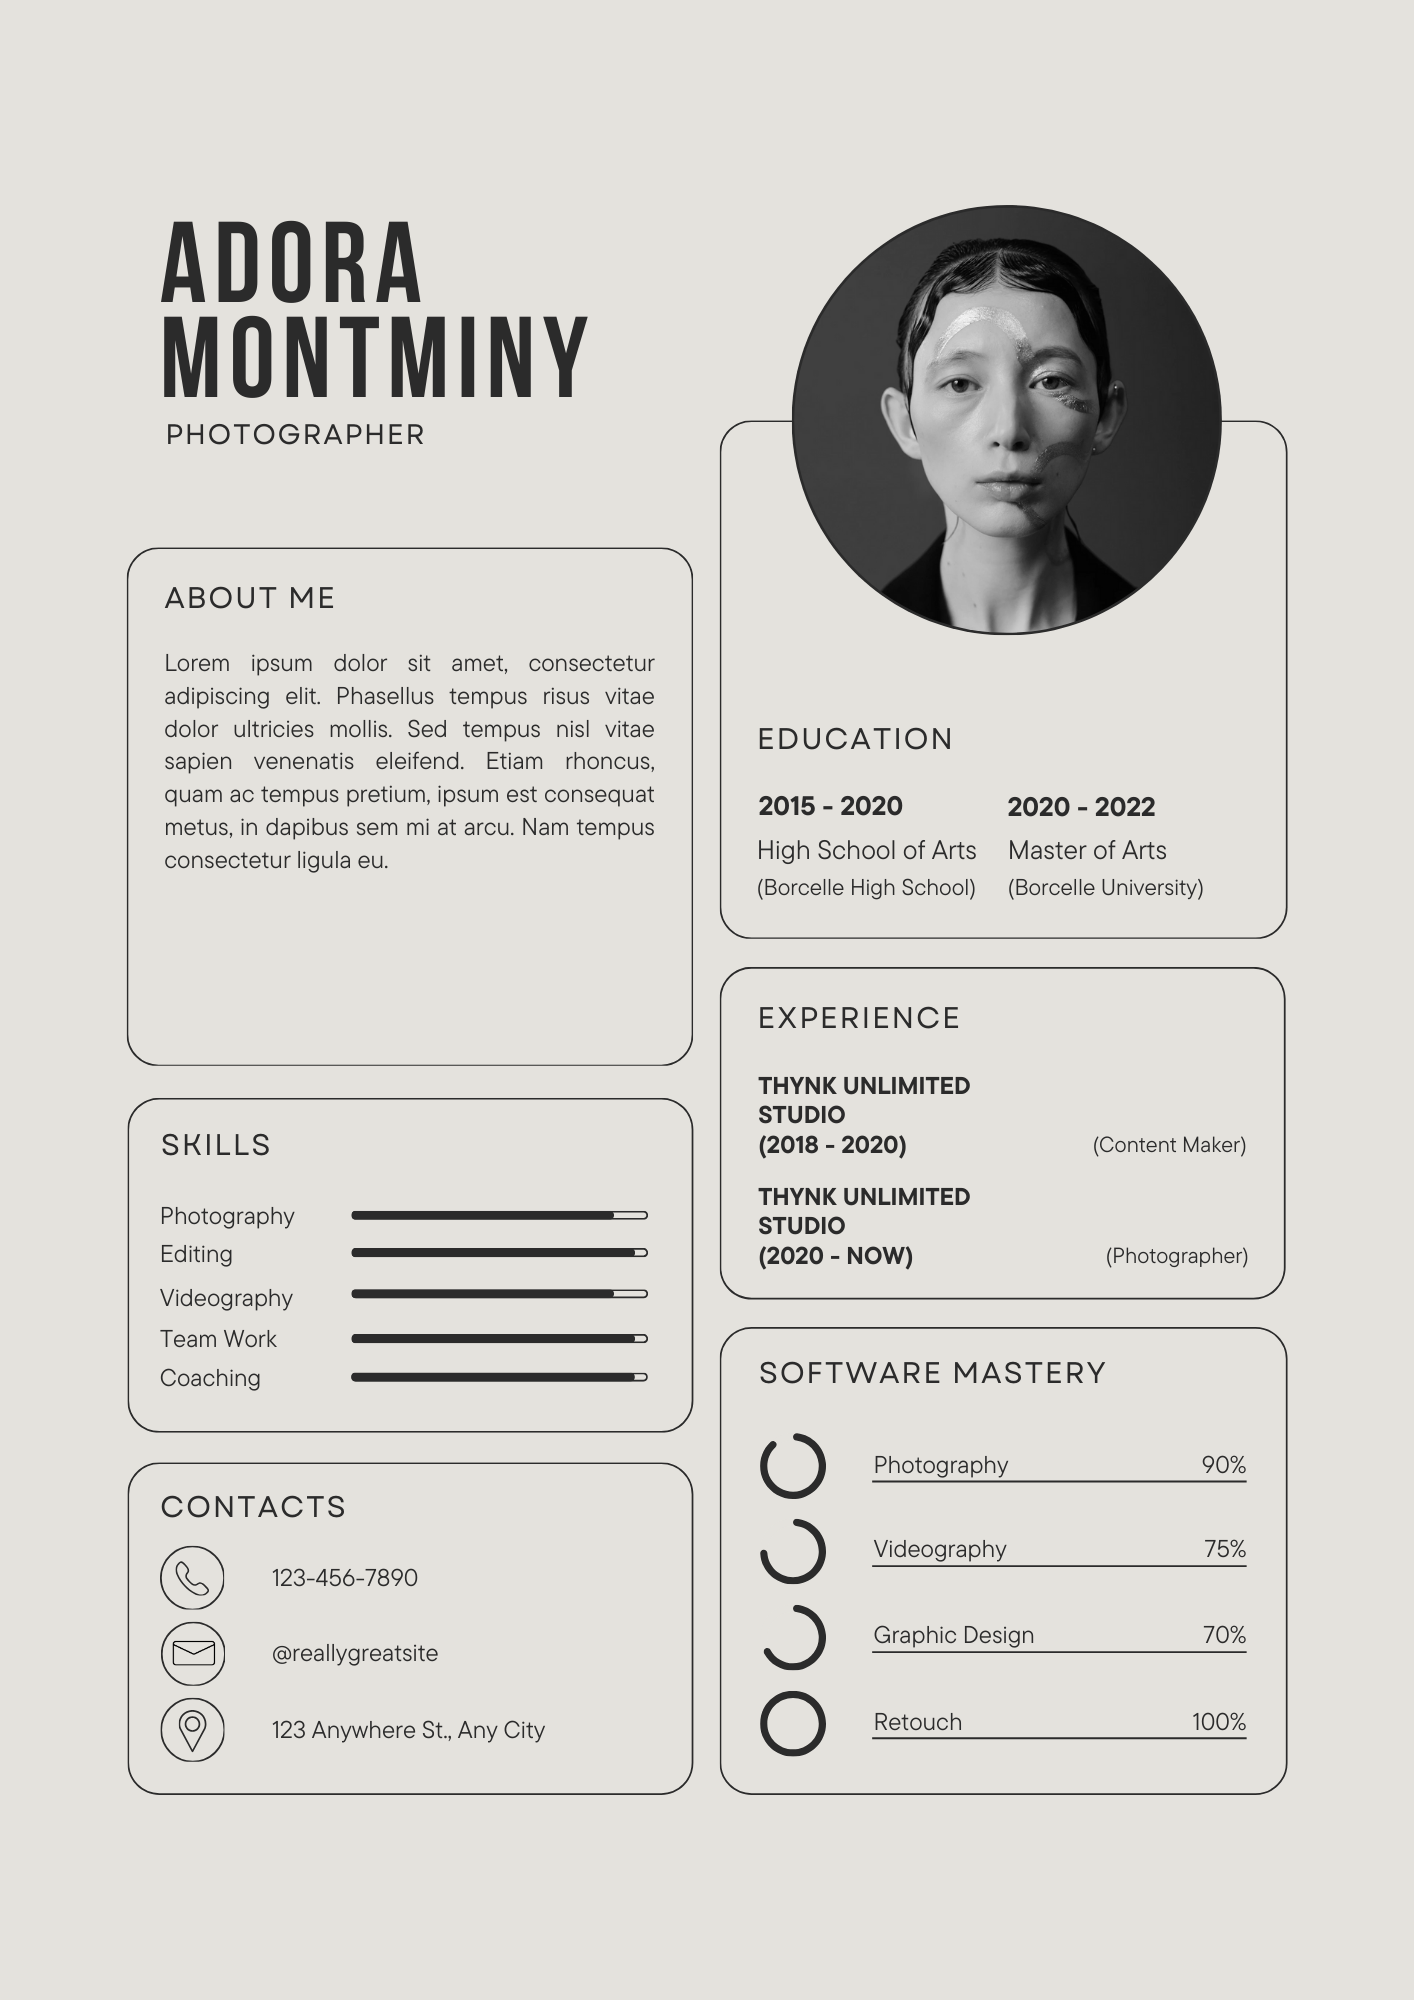 ADORA
MONTMINY
PHOTOGRAPHER
ABOUT ME
Lorem ipsum dolor sit amet, consectetur
adipiscing elit. Phasellus tempus risus vitae
dolor ultricies mollis. Sed tempus nisl vitae
sapien venenatis eleifend. Etiam rhoncus,
quam ac tempus pretium, ipsum est consequat
metus, in dapibus sem mi at arcu. Nam tempus
consectetur ligula eu.
SKILLS
Photography
Editing
Videography
Team Work
Coaching
CONTACTS
123-456-7890
@reallygreatsite
123 Anywhere St., Any City
EDUCATION
2015 - 2020
High School of Arts
(Borcelle High School)
2020 - 2022
Master of Arts
(Borcelle University)
EXPERIENCE
THYNK UNLIMITED
STUDIO
(2018 - 2020) (Content Maker)
THYNK UNLIMITED
STUDIO
(2020 - NOW) (Photographer)
SOFTWARE MASTERY
Photography 90%
Videography 75%
Graphic Design 70%
Retouch 100%